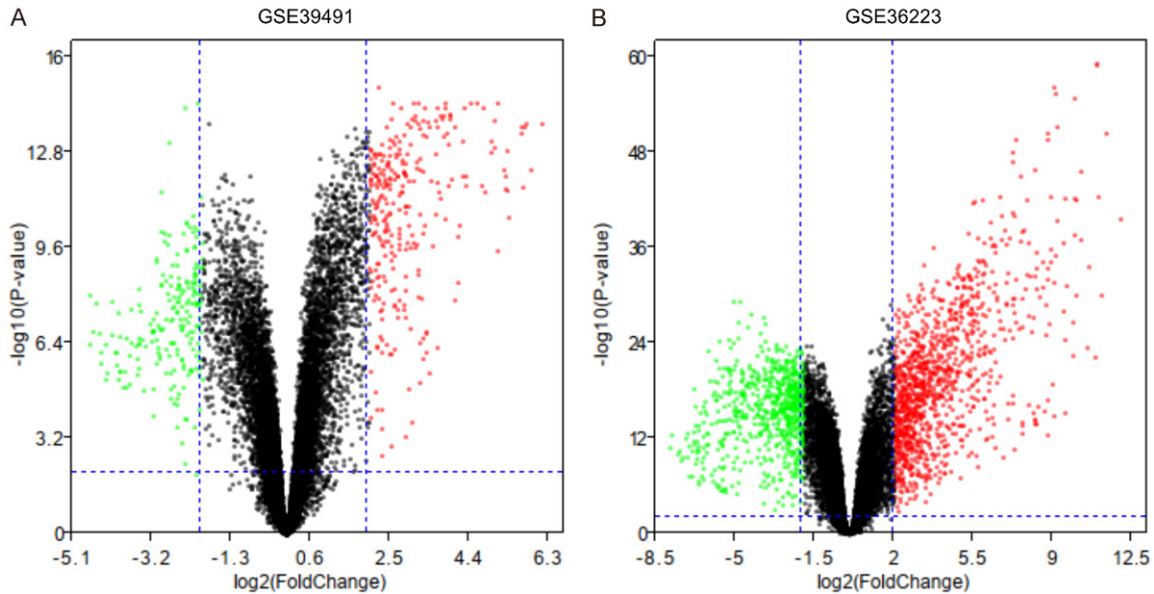 A
GSE39491
16
12.8
9.6
6.4
3.2
0
-log10(P-value)
-5.1 -3.2 -1.3 0.6 2.5 4.4 6.3
log2(FoldChange)
B
GSE36223
60
48
36
24
12
0
-log10(P-value)
-8.5 -5 -1.5 2 5.5 9 12.5
log2(FoldChange)